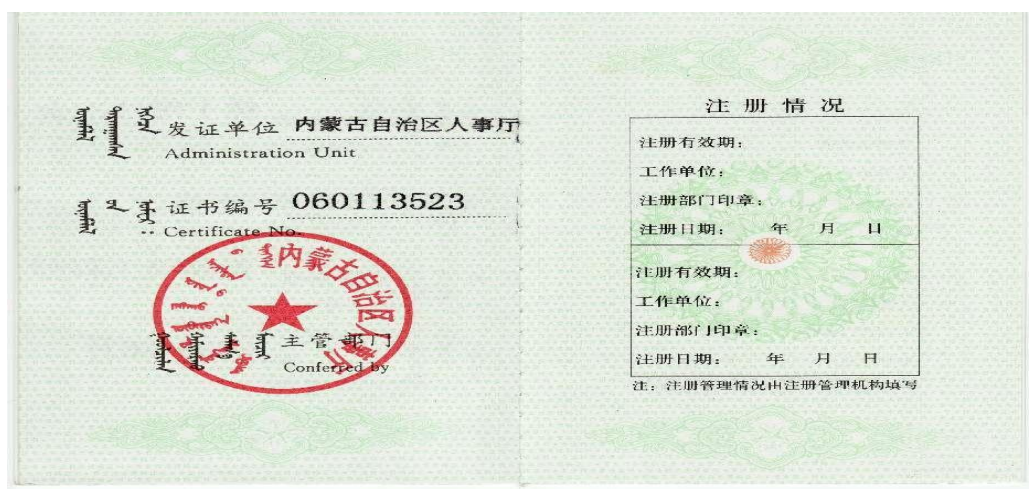 发证单位 内蒙古自治区人事厅
Administration Unit
证书编号 060113523
Certificate No.
内蒙古自治区人事厅
主管部门
Conferred by
注册情况
注册有效期：
工作单位：
注册部门印章：
注册日期： 年 月 日
注册有效期：
工作单位：
注册部门印章：
注册日期： 年 月 日
注：注册管理情况由注册管理机构填写